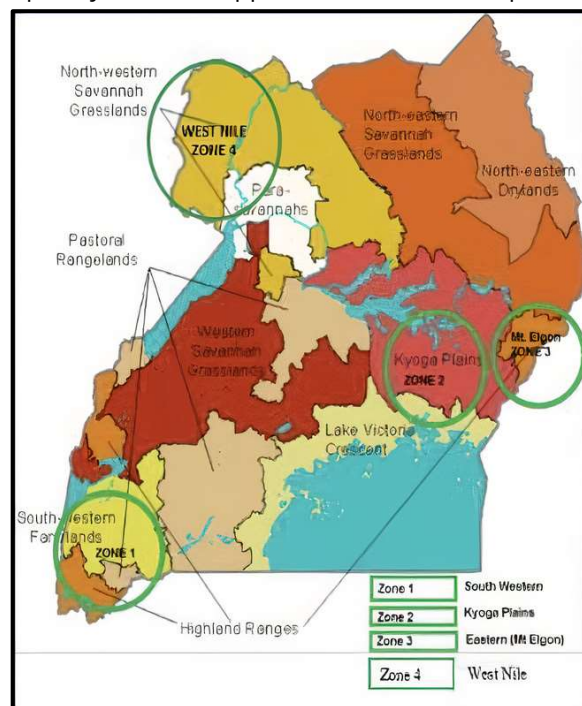 North-western
Savannah
Grasslands
WEST NILE
ZONE 4
North-eastern
Savannah
Grasslands
North-eastern
Drylands
Para-
savannahs
Pastoral
Rangelands
Western
Savannah
Grasslands
Kyoga Plains
ZONE 2
Mt. Elgon
ZONE 3
Lake Victoria
Crescent
South-western
Farmlands
ZONE 1
Highland Ranges
Zone 1 South Western
Zone 2 Kyoga Plains
Zone 3 Eastern (Mt Elgon)
Zone 4 West Nile